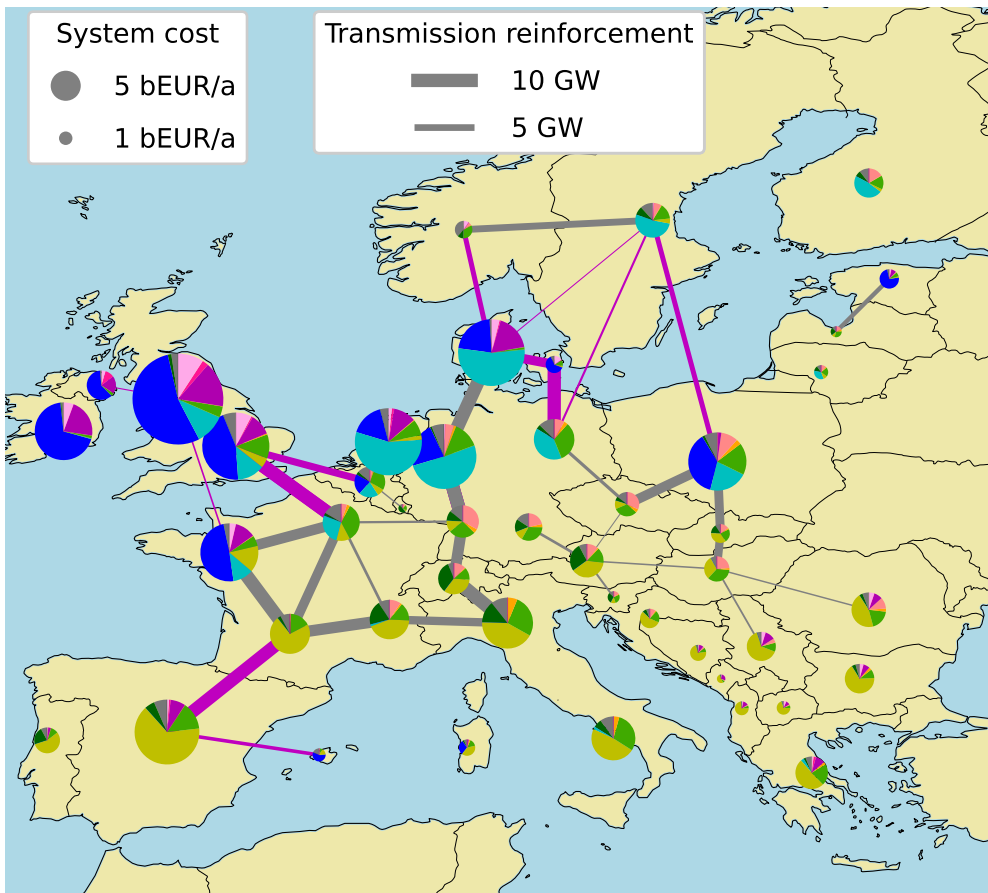 System cost
5 bEUR/a
1 bEUR/a
Transmission reinforcement
10 GW
5 GW